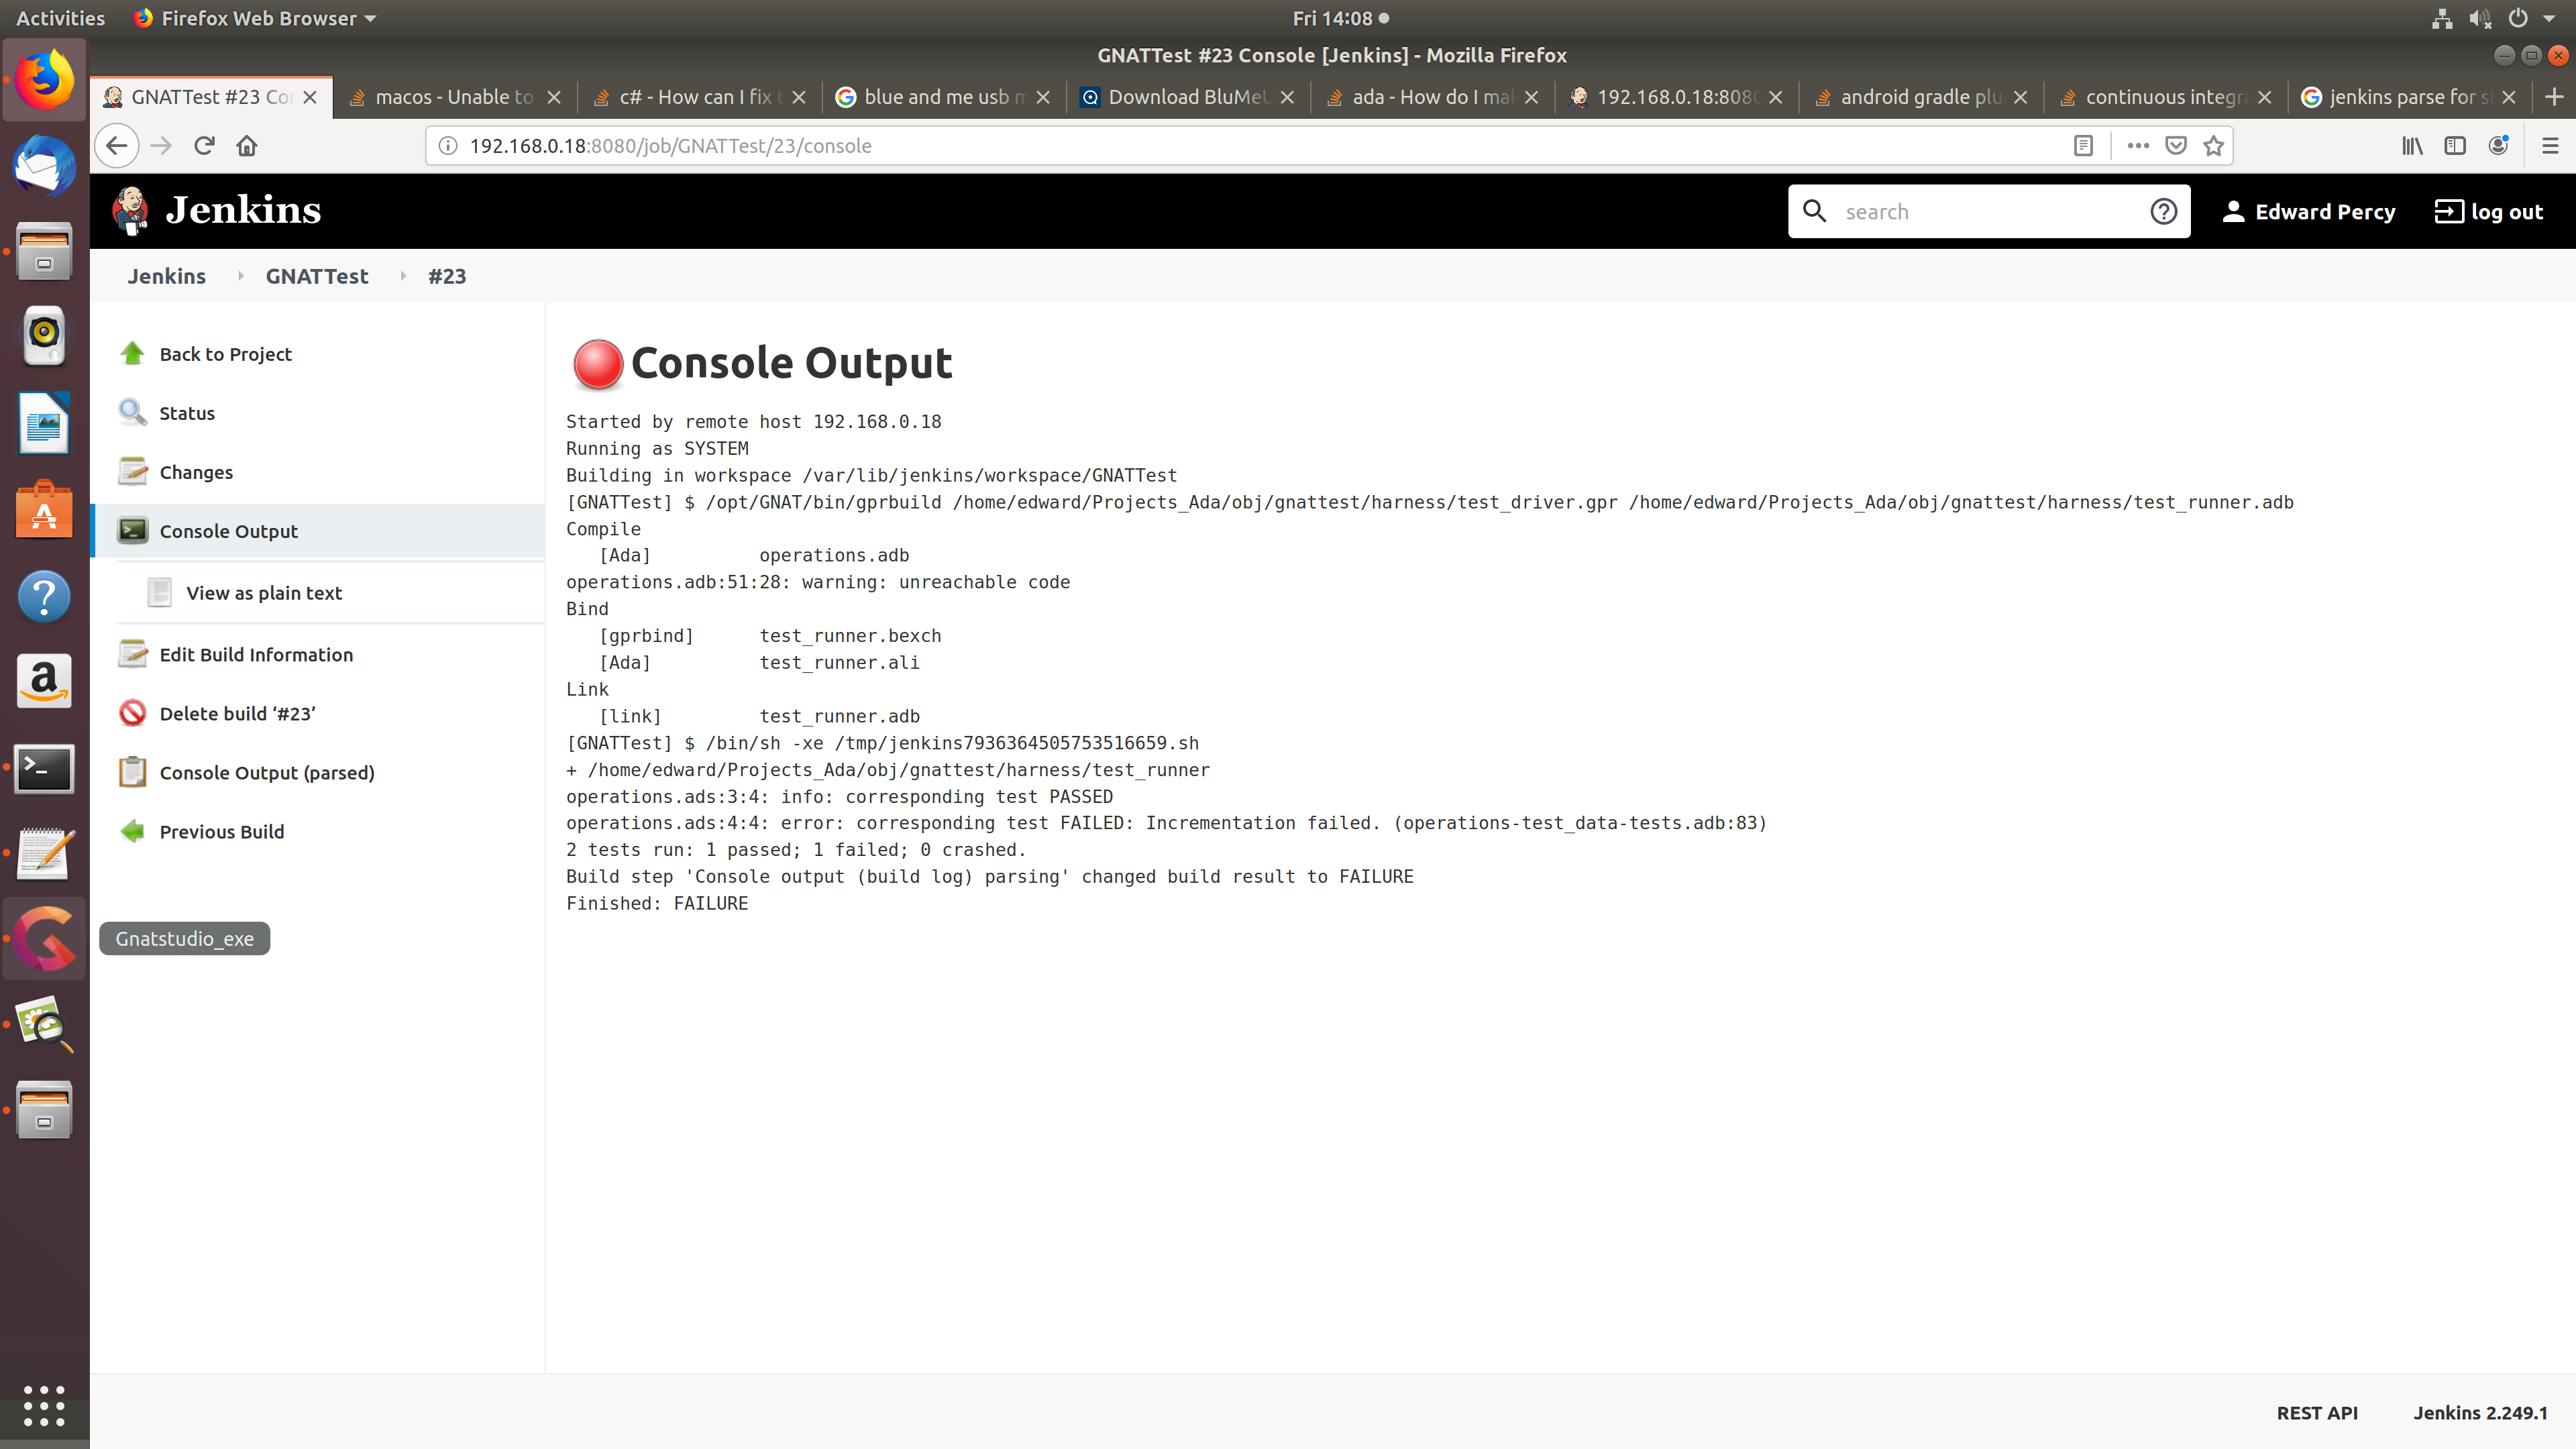 Activities
Firefox Web Browser
Fri 14:08
GNATTest #23 Console [Jenkins] - Mozilla Firefox
GNATTest #23 Con
macos - Unable to
c# - How can I fix t
blue and me usb m
Download BluMeU
ada - How do I mak
192.168.0.18:8080
android gradle plu
continuous integra
jenkins parse for st
192.168.0.18:8080/job/GNATTest/23/console
Jenkins
search
Edward Percy
log out
Jenkins
GNATTest
#23
Back to Project
Status
Changes
Console Output
View as plain text
Edit Build Information
Delete build ‘#23’
Console Output (parsed)
Previous Build
Gnatstudio_exe
Console Output
Started by remote host 192.168.0.18
Running as SYSTEM
Building in workspace /var/lib/jenkins/workspace/GNATTest
[GNATTest] $ /opt/GNAT/bin/gprbuild /home/edward/Projects_Ada/obj/gnattest/harness/test_driver.gpr /home/edward/Projects_Ada/obj/gnattest/harness/test_runner.adb
Compile
[Ada] operations.adb
operations.adb:51:28: warning: unreachable code
Bind
[gprbind] test_runner.bexch
[Ada] test_runner.ali
Link
[link] test_runner.adb
[GNATTest] $ /bin/sh -xe /tmp/jenkins7936364505753516659.sh
+ /home/edward/Projects_Ada/obj/gnattest/harness/test_runner
operations.ads:3:4: info: corresponding test PASSED
operations.ads:4:4: error: corresponding test FAILED: Incrementation failed. (operations-test_data-tests.adb:83)
2 tests run: 1 passed; 1 failed; 0 crashed.
Build step 'Console output (build log) parsing' changed build result to FAILURE
Finished: FAILURE
REST API
Jenkins 2.249.1